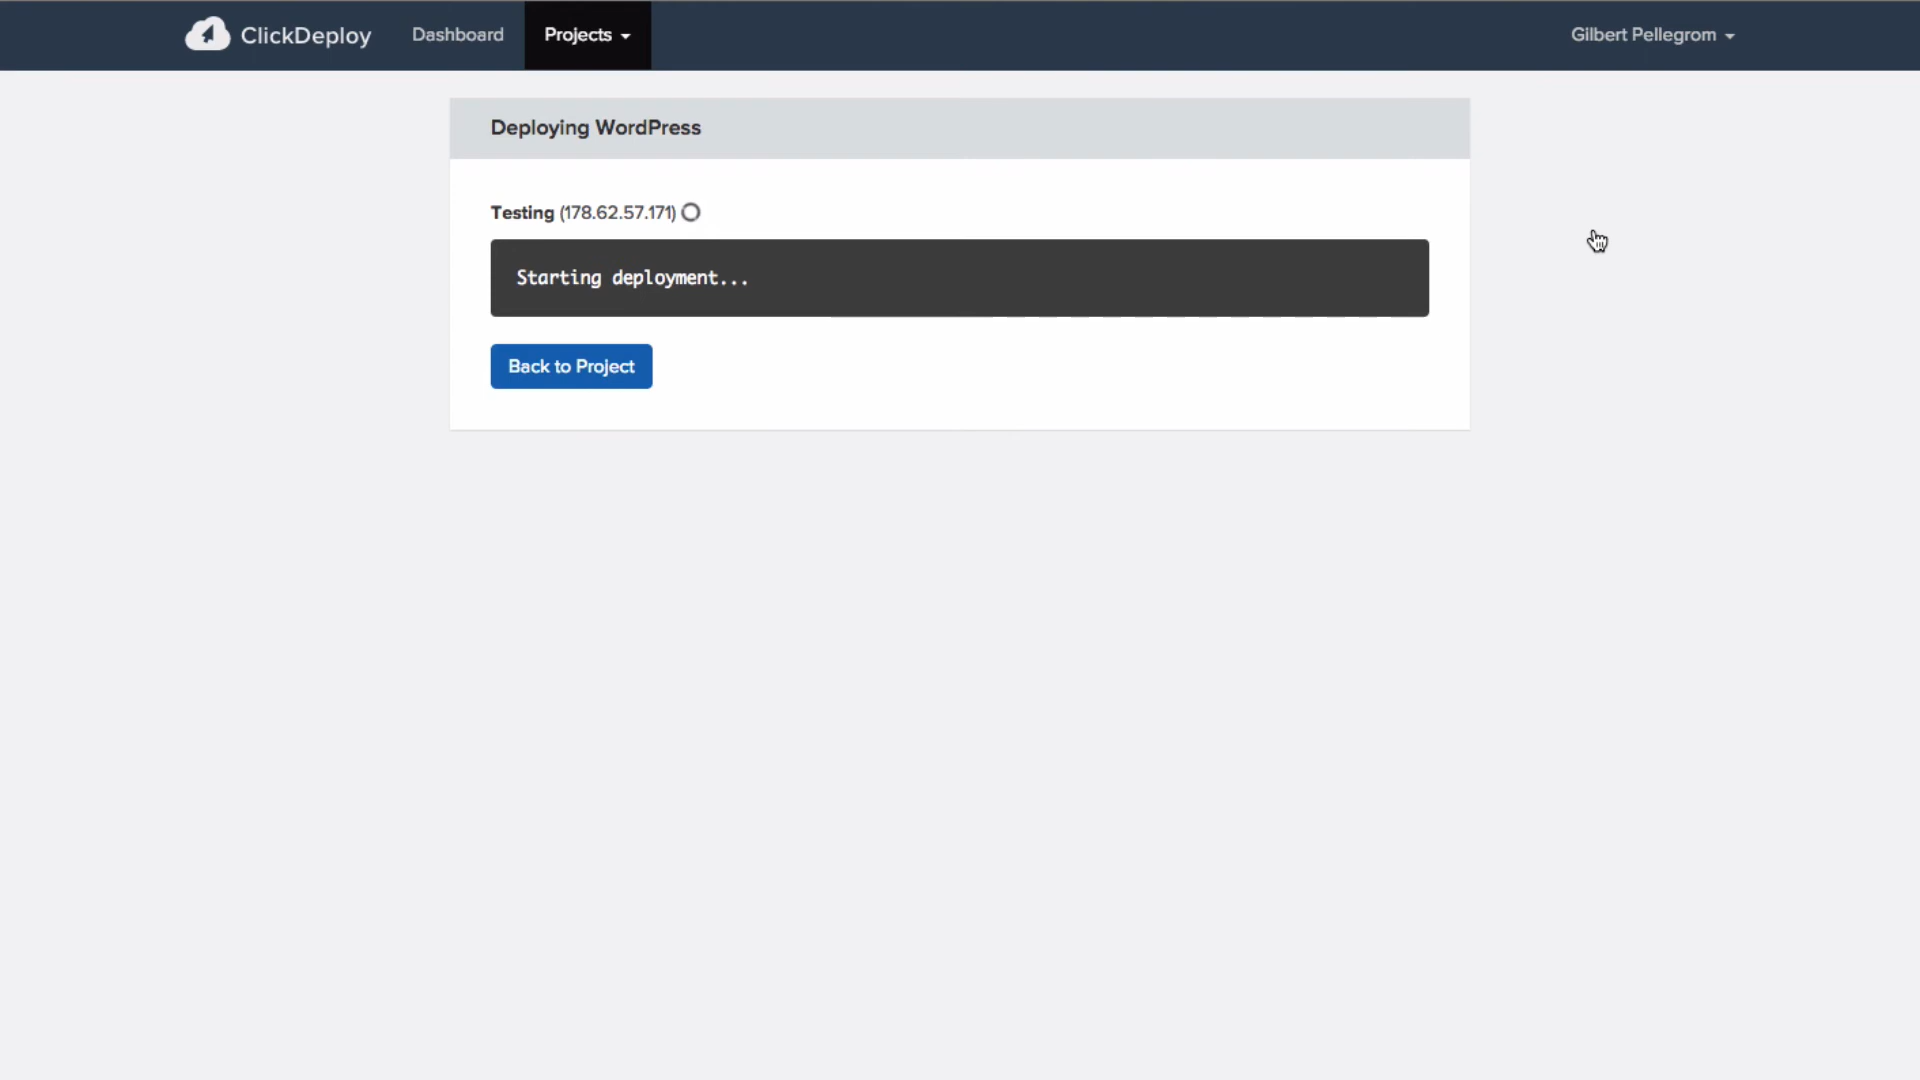 ClickDeploy Dashboard Projects Gilbert Pellegrom
Deploying WordPress
Testing (178.62.57.171)
Starting deployment...
Back to Project